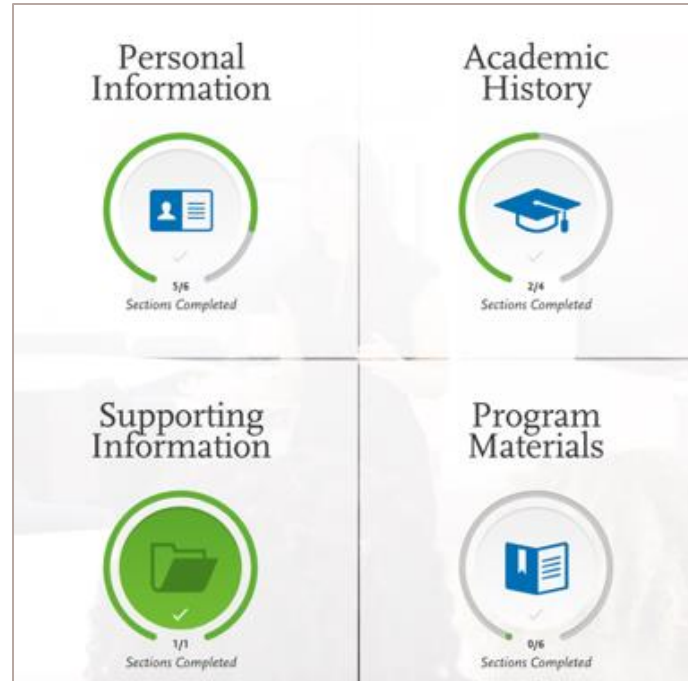 Personal
Information
5/6
Sections Completed
Academic
History
2/4
Sections Completed
Supporting
Information
1/1
Sections Completed
Program
Materials
0/6
Sections Completed